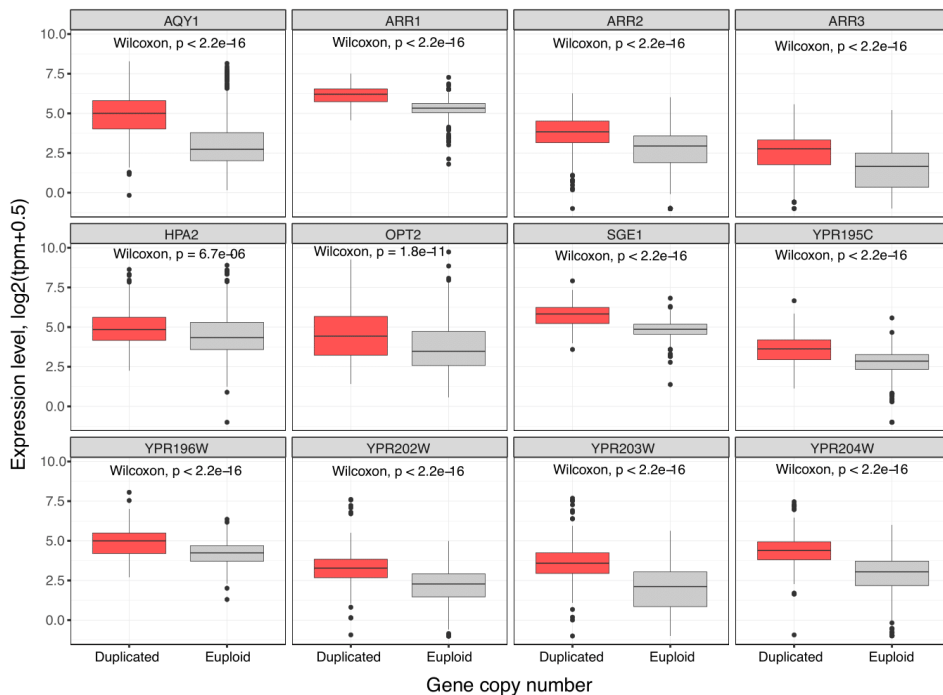 AQY1 ARR1 ARR2 ARR3
Wilcoxon, p < 2.2e−16 Wilcoxon, p < 2.2e−16 Wilcoxon, p < 2.2e−16 Wilcoxon, p < 2.2e−16
10.0
7.5
5.0
2.5
0.0
HPA2 OPT2 SGE1 YPR195C
Wilcoxon, p = 6.7e−06 Wilcoxon, p = 1.8e−11 Wilcoxon, p < 2.2e−16 Wilcoxon, p < 2.2e−16
10.0
7.5
5.0
2.5
0.0
YPR196W YPR202W YPR203W YPR204W
Wilcoxon, p < 2.2e−16 Wilcoxon, p < 2.2e−16 Wilcoxon, p < 2.2e−16 Wilcoxon, p < 2.2e−16
10.0
7.5
5.0
2.5
0.0
Duplicated Euploid Duplicated Euploid Duplicated Euploid Duplicated Euploid
Gene copy number
Expression level, log2(tpm+0.5)